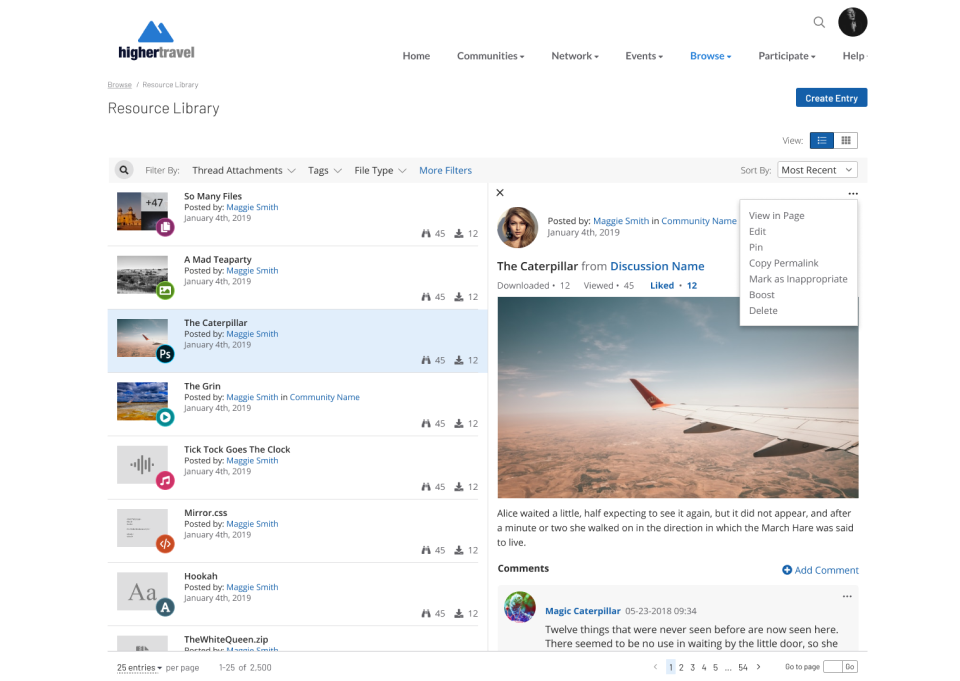 highertravel
Home Communities Network Events Browse Participate Help
Browse / Resource Library
Resource Library
Create Entry
View:
Filter By: Thread Attachments Tags File Type More Filters
Sort By: Most Recent
+47
So Many Files
Posted by: Maggie Smith
January 4th, 2019
45 12
A Mad Teaparty
Posted by: Maggie Smith
January 4th, 2019
45 12
The Caterpillar
Posted by: Maggie Smith
January 4th, 2019
Ps
45 12
The Grin
Posted by: Maggie Smith in Community Name
January 4th, 2019
45 12
Tick Tock Goes The Clock
Posted by: Maggie Smith
January 4th, 2019
45 12
Mirror.css
Posted by: Maggie Smith
January 4th, 2019
45 12
Hookah
Posted by: Maggie Smith
January 4th, 2019
Aa
A
45 12
TheWhiteQueen.zip
Posted by: Maggie Smith
Posted by: Maggie Smith in Community Name
January 4th, 2019
View in Page
Edit
Pin
Copy Permalink
Mark as Inappropriate
Boost
Delete
The Caterpillar from Discussion Name
Downloaded • 12 Viewed • 45 Liked • 12
Alice waited a little, half expecting to see it again, but it did not appear, and after
a minute or two she walked on in the direction in which the March Hare was said
to live.
Comments
Add Comment
Magic Caterpillar 05-23-2018 09:34
Twelve things that were never seen before are now seen here.
There seemed to be no use in waiting by the little door, so she
25 entries per page 1-25 of 2,500
1 2 3 4 5 ... 54
Go to page Go